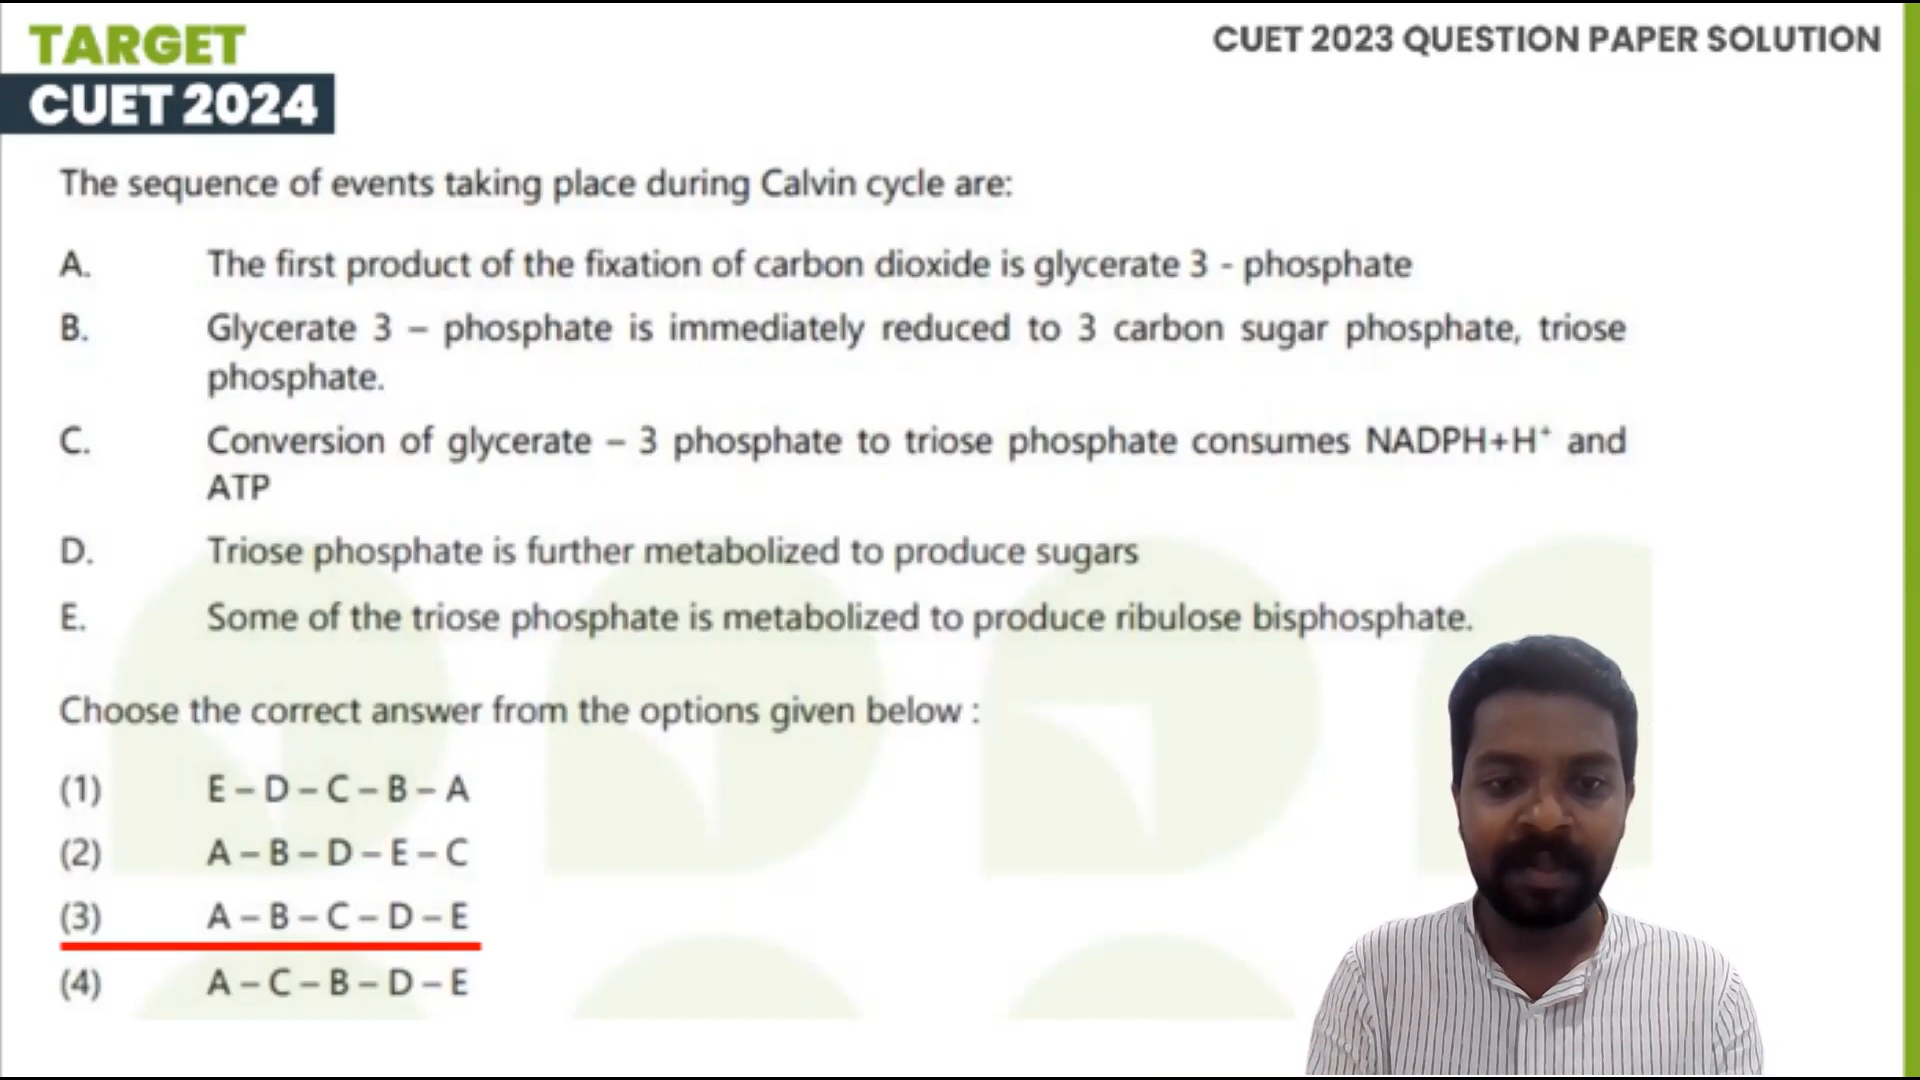 TARGET
CUET 2024
CUET 2023 QUESTION PAPER SOLUTION
The sequence of events taking place during Calvin cycle are:
A. The first product of the fixation of carbon dioxide is glycerate 3 - phosphate
B. Glycerate 3 – phosphate is immediately reduced to 3 carbon sugar phosphate, triose
phosphate.
C. Conversion of glycerate – 3 phosphate to triose phosphate consumes NADPH+H⁺ and
ATP
D. Triose phosphate is further metabolized to produce sugars
E. Some of the triose phosphate is metabolized to produce ribulose bisphosphate.
Choose the correct answer from the options given below :
(1) E – D – C – B – A
(2) A – B – D – E – C
(3) A – B – C – D – E
(4) A – C – B – D – E